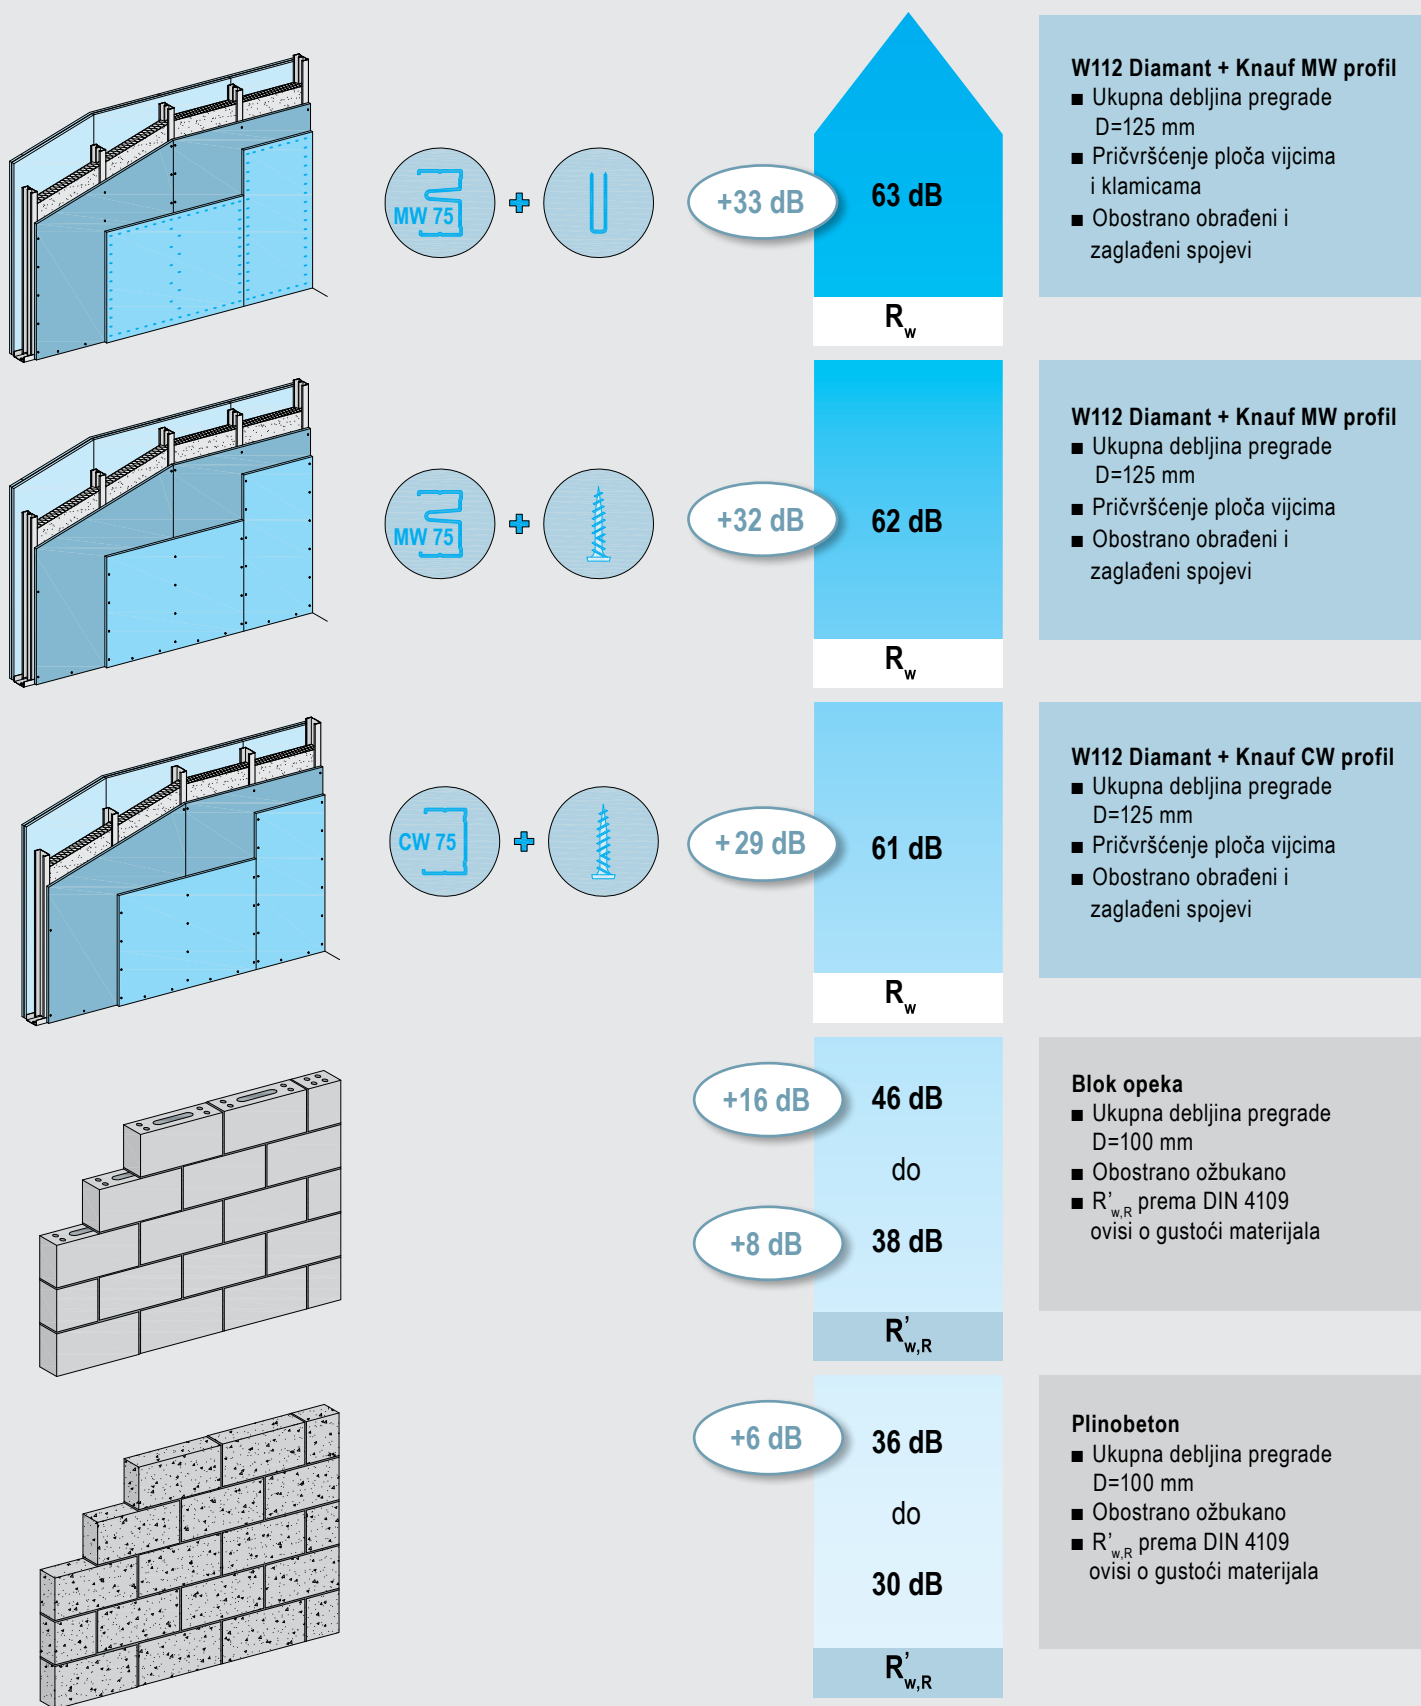 MW 75
+33 dB
63 dB
Rw
W112 Diamant + Knauf MW profil
■ Ukupna debljina pregrade
D=125 mm
■ Pričvršćenje ploča vijcima
i klamicama
■ Obostrano obrađeni i
zaglađeni spojevi
MW 75
+32 dB
62 dB
Rw
W112 Diamant + Knauf MW profil
■ Ukupna debljina pregrade
D=125 mm
■ Pričvršćenje ploča vijcima
■ Obostrano obrađeni i
zaglađeni spojevi
CW 75
+ 29 dB
61 dB
Rw
W112 Diamant + Knauf CW profil
■ Ukupna debljina pregrade
D=125 mm
■ Pričvršćenje ploča vijcima
■ Obostrano obrađeni i
zaglađeni spojevi
+16 dB
46 dB
do
+8 dB
38 dB
R'w,R
Blok opeka
■ Ukupna debljina pregrade
D=100 mm
■ Obostrano ožbukano
■ R'w,R prema DIN 4109
ovisi o gustoći materijala
+6 dB
36 dB
do
30 dB
R'w,R
Plinobeton
■ Ukupna debljina pregrade
D=100 mm
■ Obostrano ožbukano
■ R'w,R prema DIN 4109
ovisi o gustoći materijala